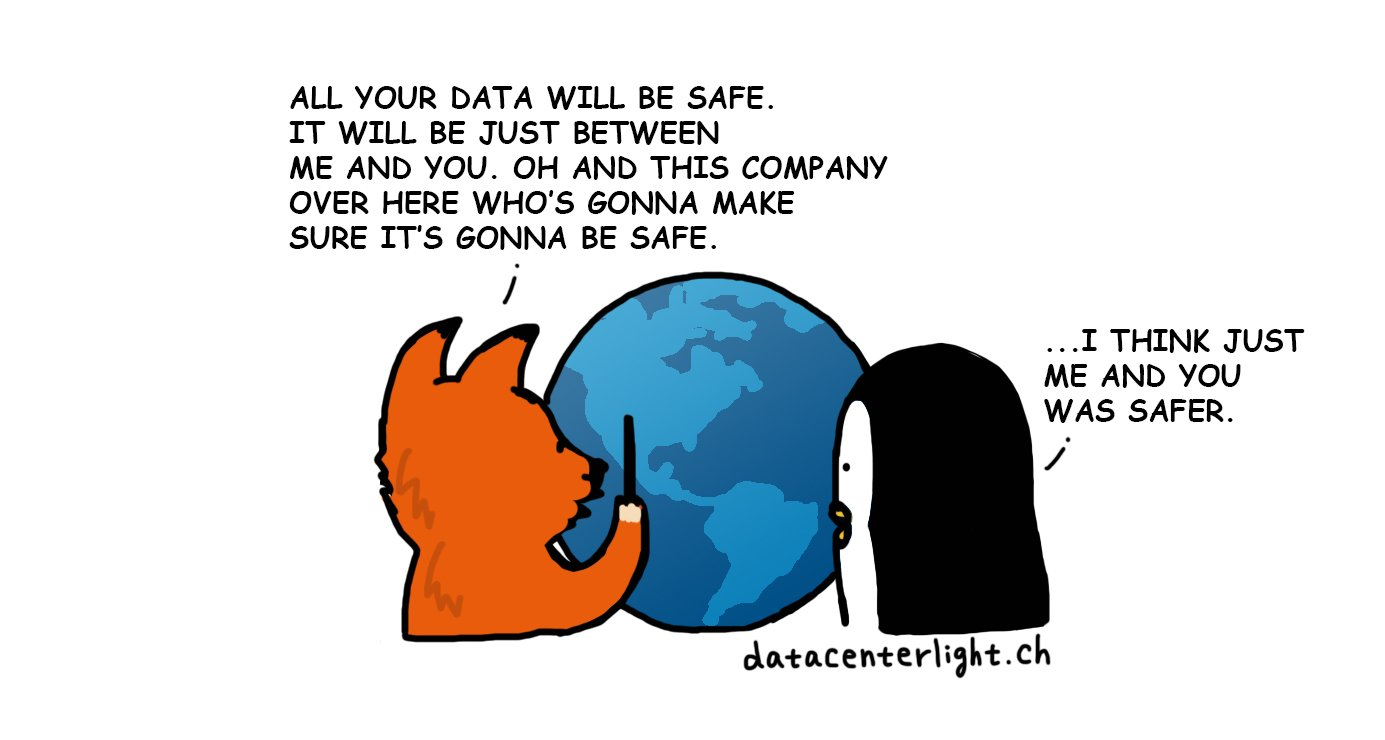 ALL YOUR DATA WILL BE SAFE.
IT WILL BE JUST BETWEEN
ME AND YOU. OH AND THIS COMPANY
OVER HERE WHO'S GONNA MAKE
SURE IT'S GONNA BE SAFE.
...I THINK JUST
ME AND YOU
WAS SAFER.
datacenterlight.ch